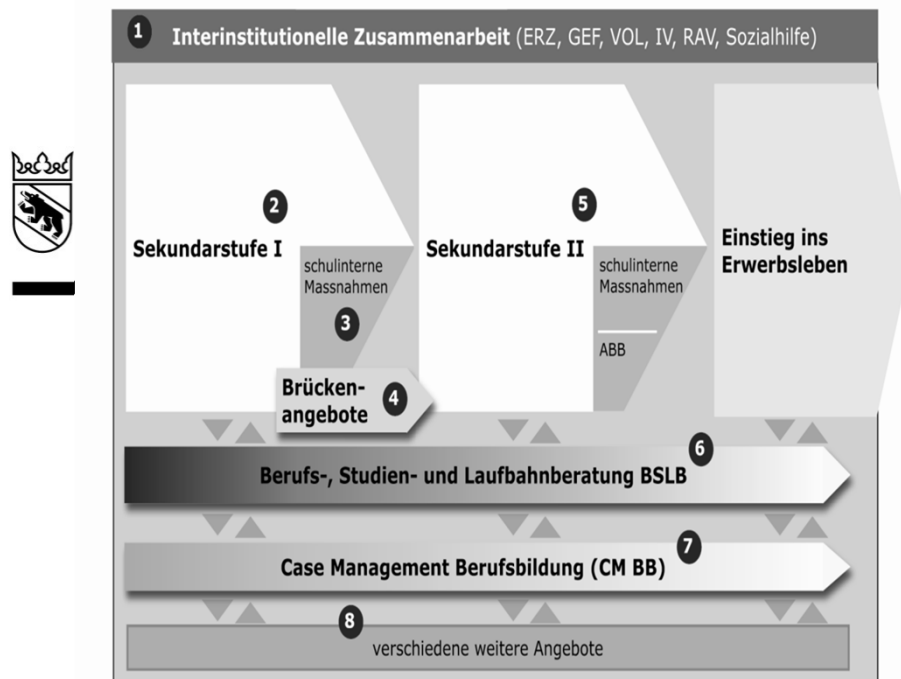 1 Interinstitutionelle Zusammenarbeit (ERZ, GEF, VOL, IV, RAV, Sozialhilfe)
2
Sekundarstufe I
schulinterne
Massnahmen
3
Brücken-
angebote
4
5
Sekundarstufe II
schulinterne
Massnahmen
ABB
Einstieg ins
Erwerbsleben
6
Berufs-, Studien- und Laufbahnberatung BSLB
7
Case Management Berufsbildung (CM BB)
8
verschiedene weitere Angebote